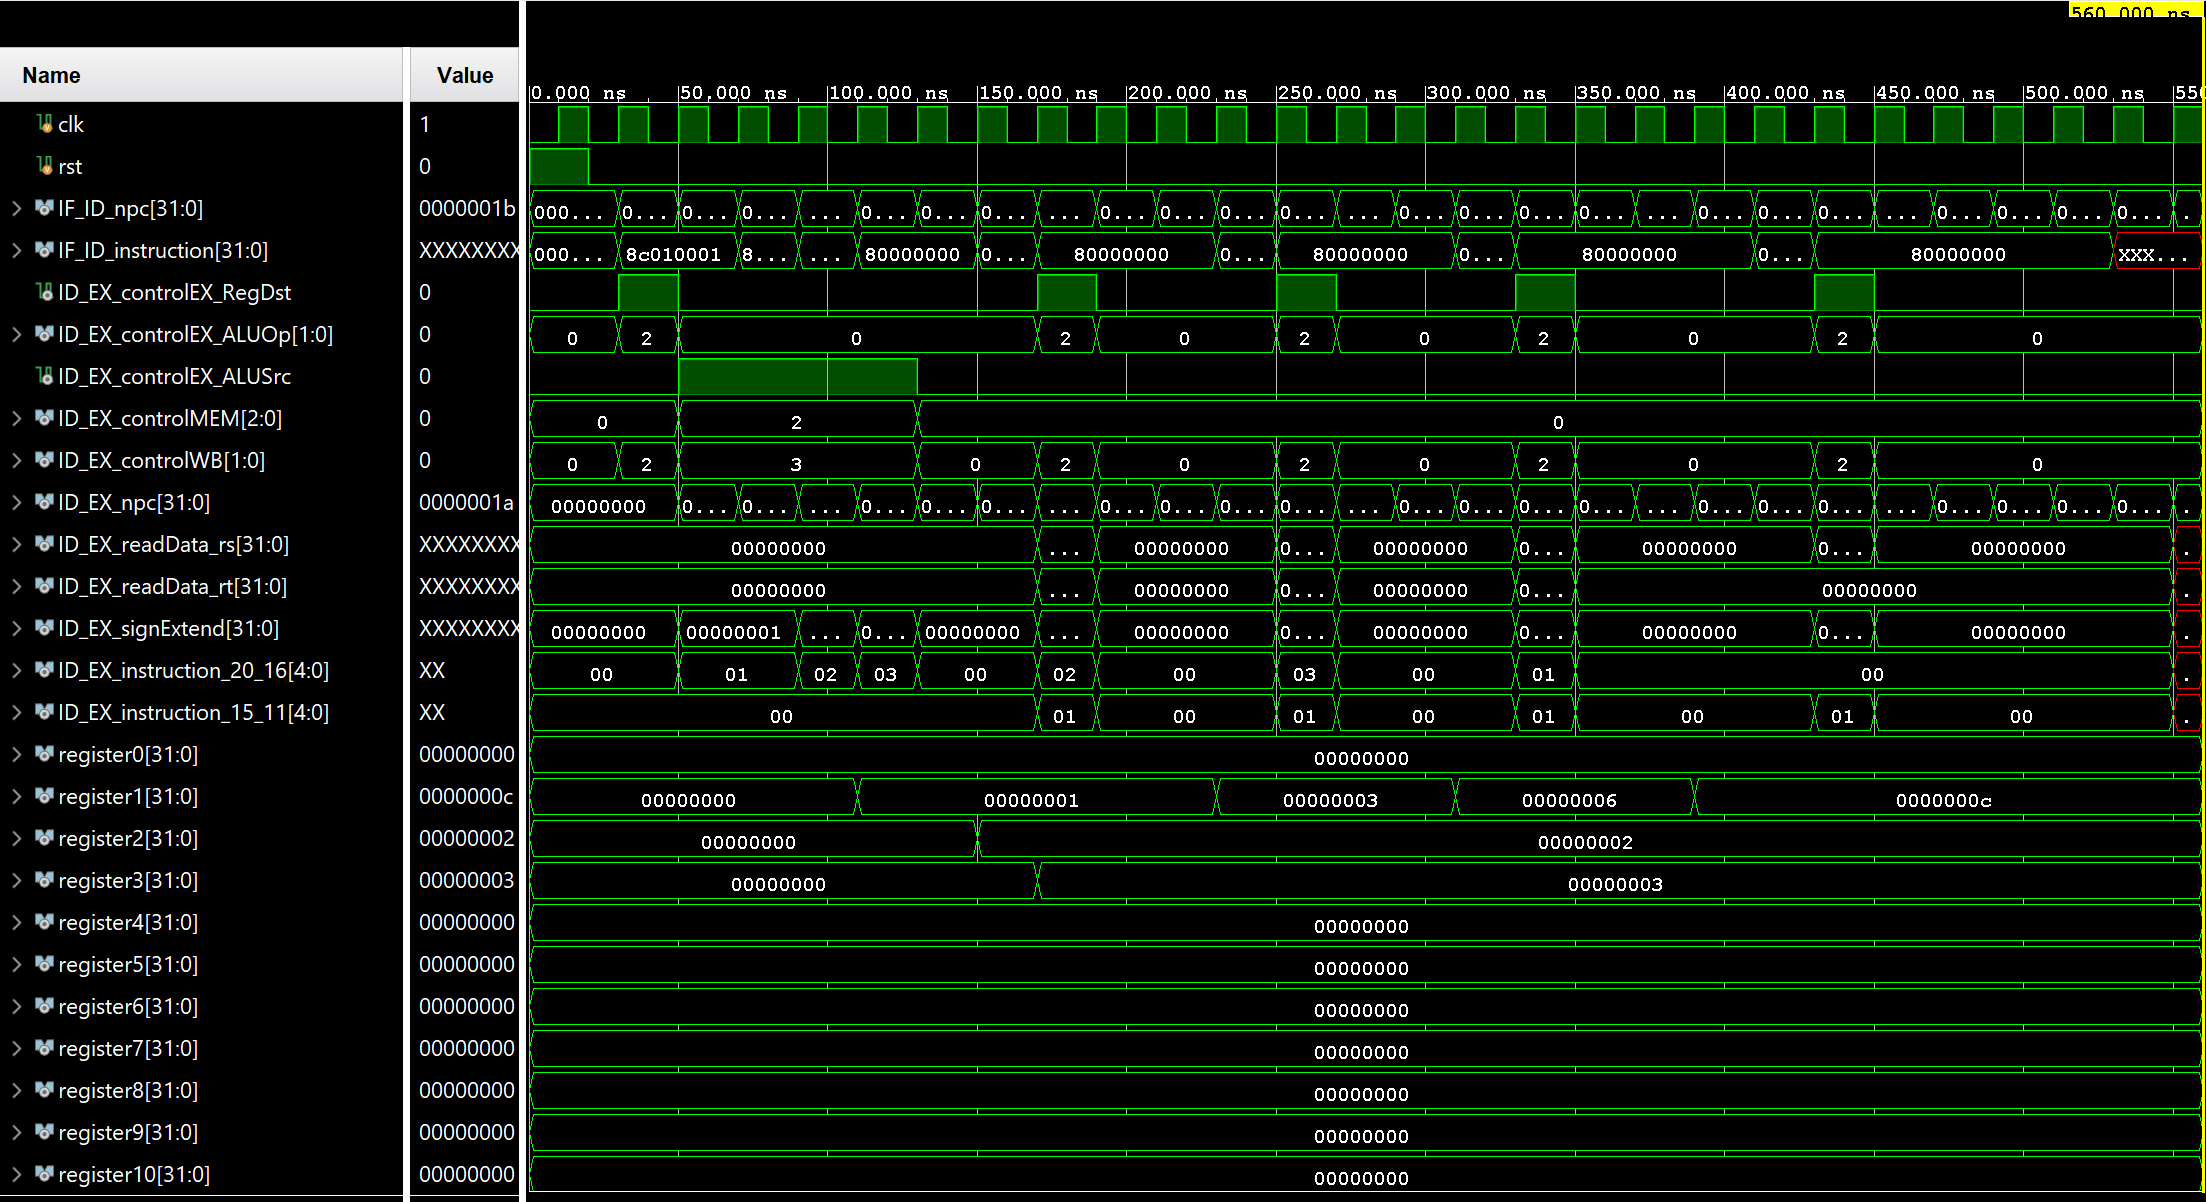 560.000 ns
Name Value
0.000 ns 50.000 ns 100.000 ns 150.000 ns 200.000 ns 250.000 ns 300.000 ns 350.000 ns 400.000 ns 450.000 ns 500.000 ns 550
clk 1
rst 0
IF_ID_npc[31:0] 0000001b 000... 0... 0... 0... ... 0... 0... 0... ... 0... 0... 0... 0... ... 0... 0... 0... 0... ... 0... 0... 0... ... 0... 0... 0... 0... .
IF_ID_instruction[31:0] XXXXXXXX 000... 8c010001 8... ... 80000000 0... 80000000 0... 80000000 0... 80000000 0... 80000000 XXX...
ID_EX_controlEX_RegDst 0
ID_EX_controlEX_ALUOp[1:0] 0 0 2 0 2 0 2 0 2 0 2 0
ID_EX_controlEX_ALUSrc 0
ID_EX_controlMEM[2:0] 0 0 2 0
ID_EX_controlWB[1:0] 0 0 2 3 0 2 0 2 0 2 0 2 0
ID_EX_npc[31:0] 0000001a 00000000 0... 0... ... 0... 0... 0... ... 0... 0... 0... 0... ... 0... 0... 0... 0... ... 0... 0... 0... ... 0... 0... 0... 0... .
ID_EX_readData_rs[31:0] XXXXXXXX 00000000 ... 00000000 0... 00000000 0... 00000000 0... 00000000 .
ID_EX_readData_rt[31:0] XXXXXXXX 00000000 ... 00000000 0... 00000000 0... 00000000 .
ID_EX_signExtend[31:0] XXXXXXXX 00000000 00000001 ... 0... 00000000 ... 00000000 0... 00000000 0... 00000000 0... 00000000 .
ID_EX_instruction_20_16[4:0] XX 00 01 02 03 00 02 00 03 00 01 00 .
ID_EX_instruction_15_11[4:0] XX 00 01 00 01 00 01 00 01 00 .
register0[31:0] 00000000 00000000
register1[31:0] 0000000c 00000000 00000001 00000003 00000006 0000000c
register2[31:0] 00000002 00000000 00000002
register3[31:0] 00000003 00000000 00000003
register4[31:0] 00000000 00000000
register5[31:0] 00000000 00000000
register6[31:0] 00000000 00000000
register7[31:0] 00000000 00000000
register8[31:0] 00000000 00000000
register9[31:0] 00000000 00000000
register10[31:0] 00000000 00000000